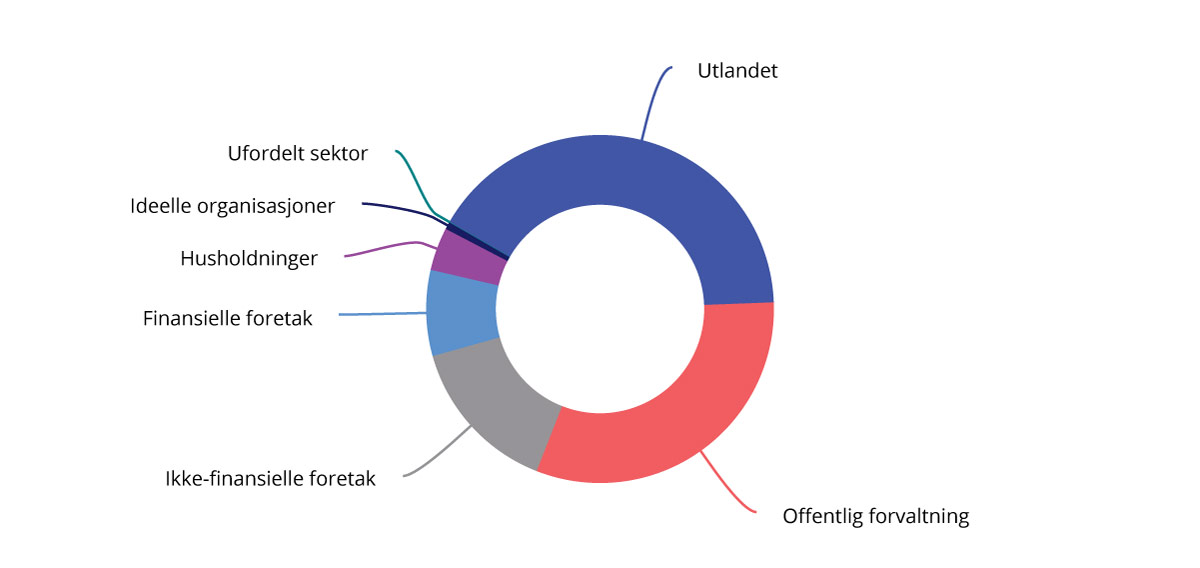 Utlandet
Ufordelt sektor
Ideelle organisasjoner
Husholdninger
Finansielle foretak
Ikke-finansielle foretak
Offentlig forvaltning